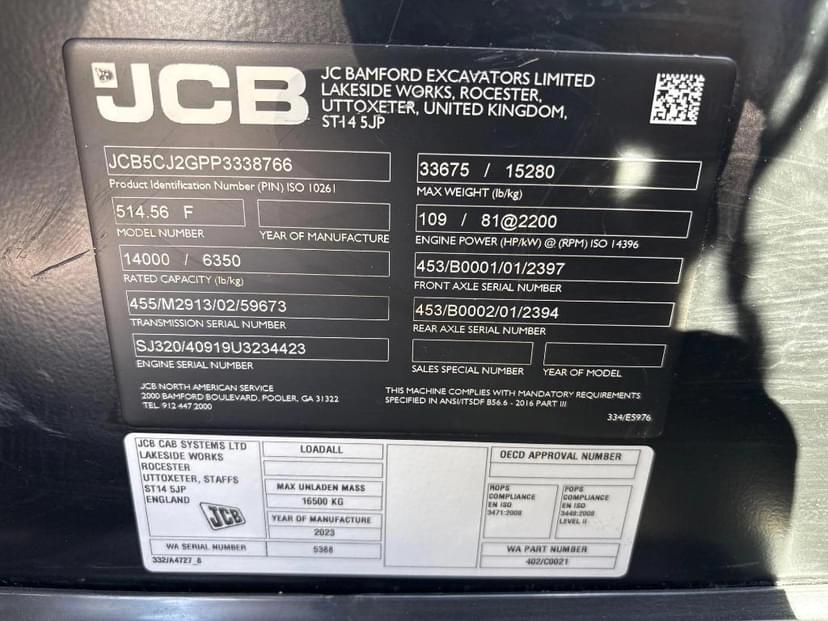 JCB
JC BAMFORD EXCAVATORS LIMITED
LAKESIDE WORKS, ROCESTER,
UTTOXETER, UNITED KINGDOM,
ST14 5JP
JCB5CJ2GPP3338766
Product Identification Number (PIN) ISO 10261
514.56 F
MODEL NUMBER
YEAR OF MANUFACTURE
14000 / 6350
RATED CAPACITY (lb/kg)
455/M2913/02/59673
TRANSMISSION SERIAL NUMBER
SJ320/40919U3234423
ENGINE SERIAL NUMBER
33675 / 15280
MAX WEIGHT (lb/kg)
109 / 81@2200
ENGINE POWER (HP/kW) @ (RPM) ISO 14396
453/B0001/01/2397
FRONT AXLE SERIAL NUMBER
453/B0002/01/2394
REAR AXLE SERIAL NUMBER
SALES SPECIAL NUMBER
YEAR OF MODEL
JCB NORTH AMERICAN SERVICE
2000 BAMFORD BOULEVARD, POOLER, GA 31322
TEL. 912 447 2000
THIS MACHINE COMPLIES WITH MANDATORY REQUIREMENTS
SPECIFIED IN ANSI/ITSDF B56.6 - 2016 PART III
334/E5976
JCB CAB SYSTEMS LTD
LAKESIDE WORKS
ROCESTER
UTTOXETER, STAFFS
ST14 5JP
ENGLAND
JCB
WA SERIAL NUMBER
332/A4727_6
LOADALL
MAX UNLADEN MASS
16500 KG
YEAR OF MANUFACTURE
2023
5388
OECD APPROVAL NUMBER
ROPS
COMPLIANCE
EN ISO
3471:2008
FOPS
COMPLIANCE
EN ISO
3449:2008
LEVEL II
WA PART NUMBER
402/C0021